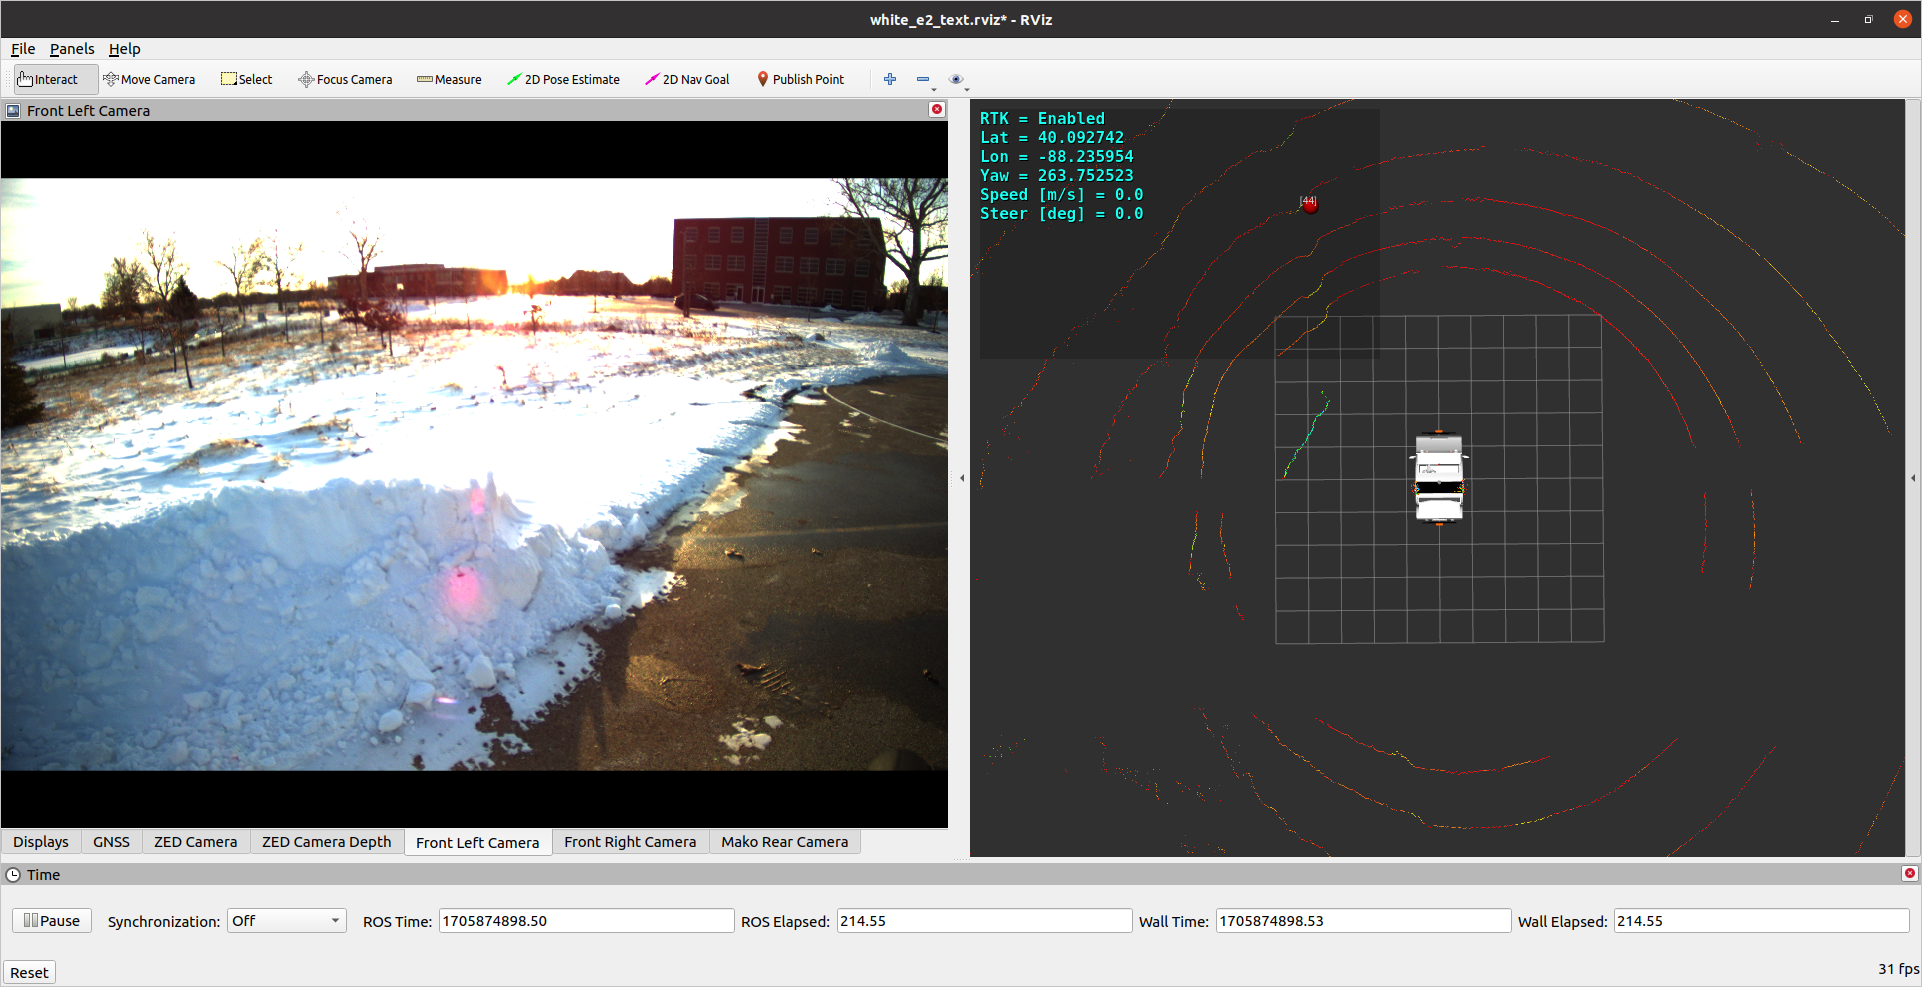 white_e2_text.rviz* - RViz
File Panels Help
Interact Move Camera Select Focus Camera Measure 2D Pose Estimate 2D Nav Goal Publish Point
Front Left Camera
RTK = Enabled
Lat = 40.092742
Lon = -88.235954
Yaw = 263.752523
Speed [m/s] = 0.0
Steer [deg] = 0.0
[44]
Displays GNSS ZED Camera ZED Camera Depth Front Left Camera Front Right Camera Mako Rear Camera
Time
Pause Synchronization: Off ROS Time: 1705874898.50 ROS Elapsed: 214.55 Wall Time: 1705874898.53 Wall Elapsed: 214.55
Reset 31 fps